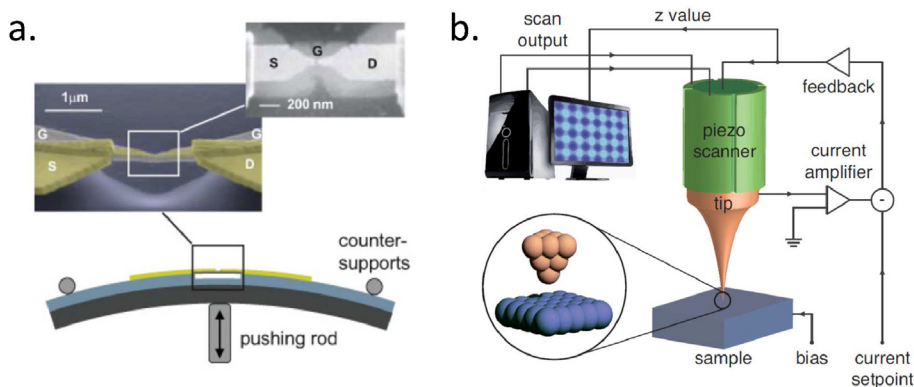 a.
1μm
G
S
G
D
S
G
D
200 nm
counter-
supports
pushing rod
b.
scan
output
z value
feedback
piezo
scanner
current
amplifier
tip
-
sample
bias
current
setpoint